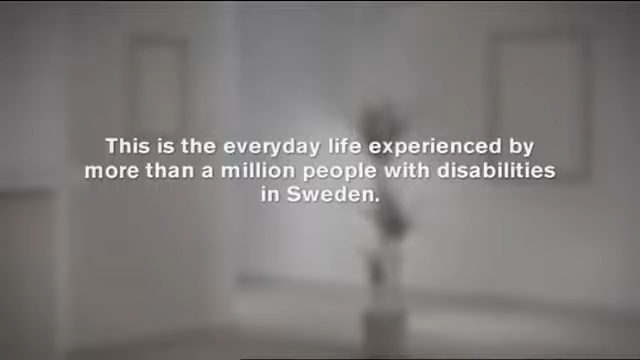 This is the everyday life experienced by
more than a million people with disabilities
in Sweden.